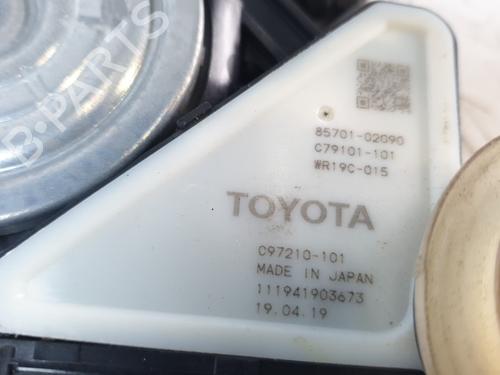 B-PARTS
85701-02090
C79101-101
WR19C-015
TOYOTA
C97210-101
MADE IN JAPAN
111941903673
19.04.19